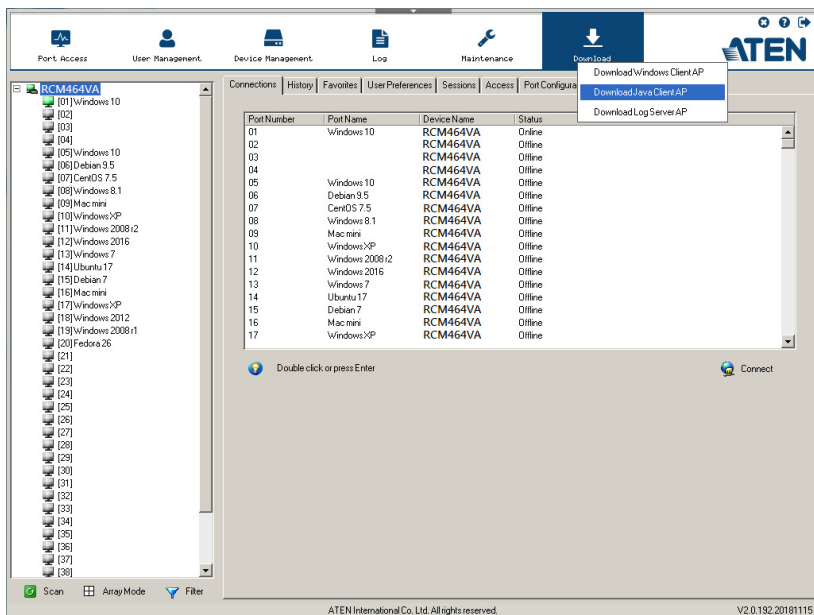 Port Access User Management Device Management Log Maintenance Download
ATEN
Download Windows Client AP
Download Java Client AP
Download Log Server AP
RCM464VA
[01]Windows 10
[02]
[03]
[04]
[05]Windows 10
[06]Debian 9.5
[07]CentOS 7.5
[08]Windows 8.1
[09]Mac mini
[10]Windows XP
[11]Windows 2008 r2
[12]Windows 2016
[13]Windows 7
[14]Ubuntu 17
[15]Debian 7
[16]Mac mini
[17]Windows XP
[18]Windows 2012
[19]Windows 2008 r1
[20]Fedora 26
[21]
[22]
[23]
[24]
[25]
[26]
[27]
[28]
[29]
[30]
[31]
[32]
[33]
[34]
[35]
[36]
[37]
[38]
Scan Array Mode Filter
Connections History Favorites User Preferences Sessions Access Port Configura
Port Number Port Name Device Name Status
01 Windows 10 RCM464VA Online
02 RCM464VA Offline
03 RCM464VA Offline
04 RCM464VA Offline
05 Windows 10 RCM464VA Offline
06 Debian 9.5 RCM464VA Offline
07 CentOS 7.5 RCM464VA Offline
08 Windows 8.1 RCM464VA Offline
09 Mac mini RCM464VA Offline
10 Windows XP RCM464VA Offline
11 Windows 2008 r2 RCM464VA Offline
12 Windows 2016 RCM464VA Offline
13 Windows 7 RCM464VA Offline
14 Ubuntu 17 RCM464VA Offline
15 Debian 7 RCM464VA Offline
16 Mac mini RCM464VA Offline
17 Windows XP RCM464VA Offline
Double click or press Enter
Connect
ATEN International Co. Ltd. All rights reserved.
V2.0.192.20181115